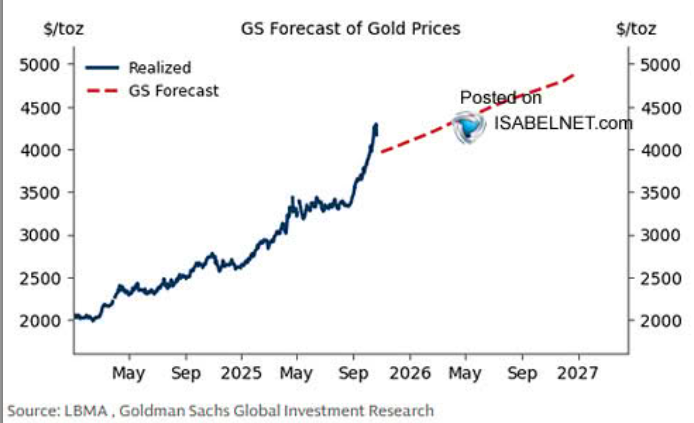 $/toz GS Forecast of Gold Prices $/toz
Realized
GS Forecast
5000 5000
4500 4500
4000 4000
3500 3500
3000 3000
2500 2500
2000 2000
Posted on
ISABELNET.com
May Sep 2025 May Sep 2026 May Sep 2027
Source: LBMA , Goldman Sachs Global Investment Research